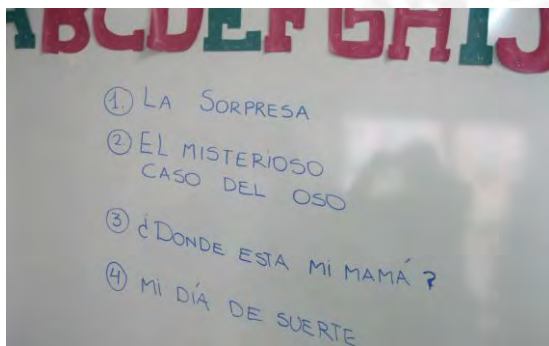 ABCDEFGHIJ
1. LA SORPRESA
2 EL MISTERIOSO
CASO DEL OSO
3 ¿DONDE ESTA MI MAMÁ?
4 MI DÍA DE SUERTE